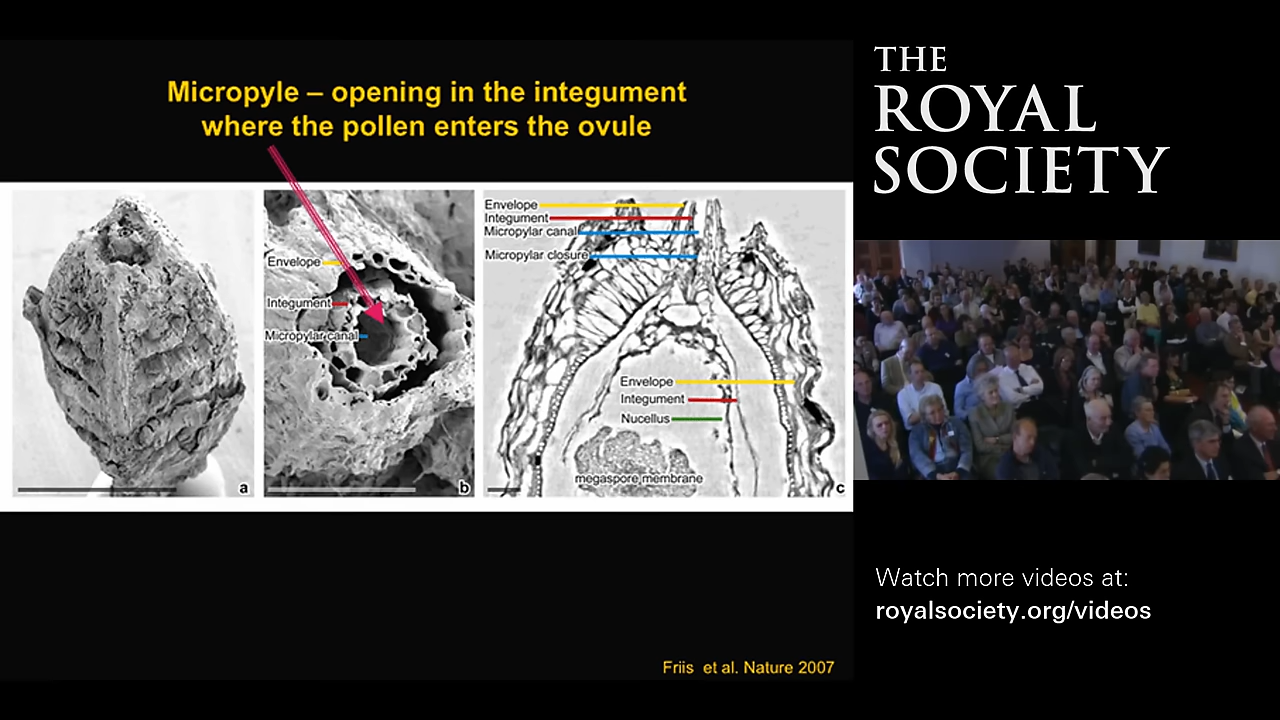 Micropyle – opening in the integument
where the pollen enters the ovule
Envelope
Integument
Micropylar canal
a
b
Envelope
Integument
Micropylar canal
Micropylar closure
Envelope
Integument
Nucellus
megaspore membrane
c
Friis et al. Nature 2007
THE
ROYAL
SOCIETY
Watch more videos at:
royalsociety.org/videos